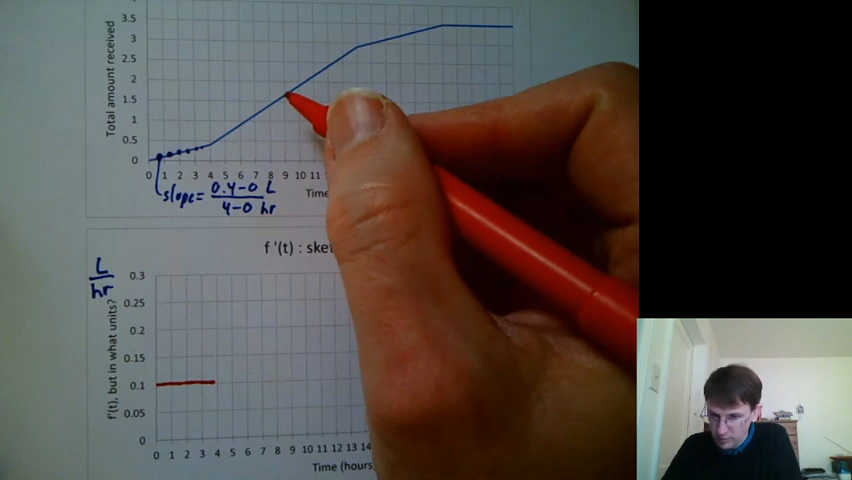 3.5
3
2.5
2
1.5
1
0.5
0
Total amount received
0 1 2 3 4 5 6 7 8 9 10 11
Time
slope = 0.4-0 L
4-0 hr
f '(t) : sket
L
hr
f'(t), but in what units?
0.3
0.25
0.2
0.15
0.1
0.05
0
0 1 2 3 4 5 6 7 8 9 10 11 12 13 14
Time (hours